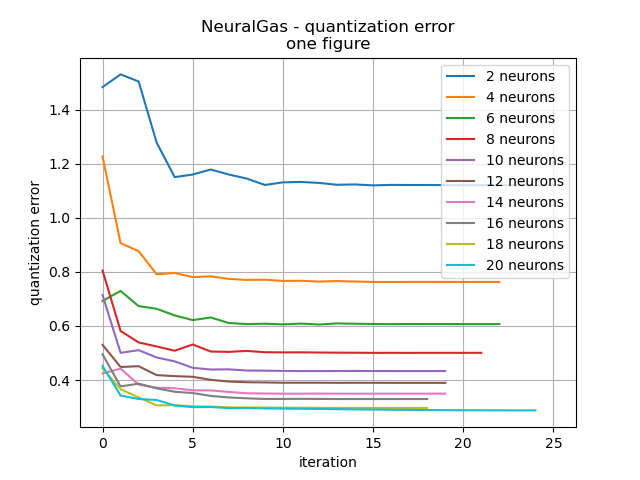 NeuralGas - quantization error
one figure
2 neurons
4 neurons
6 neurons
8 neurons
10 neurons
12 neurons
14 neurons
16 neurons
18 neurons
20 neurons
1.4
1.2
1.0
0.8
0.6
0.4
quantization error
0 5 10 15 20 25
iteration